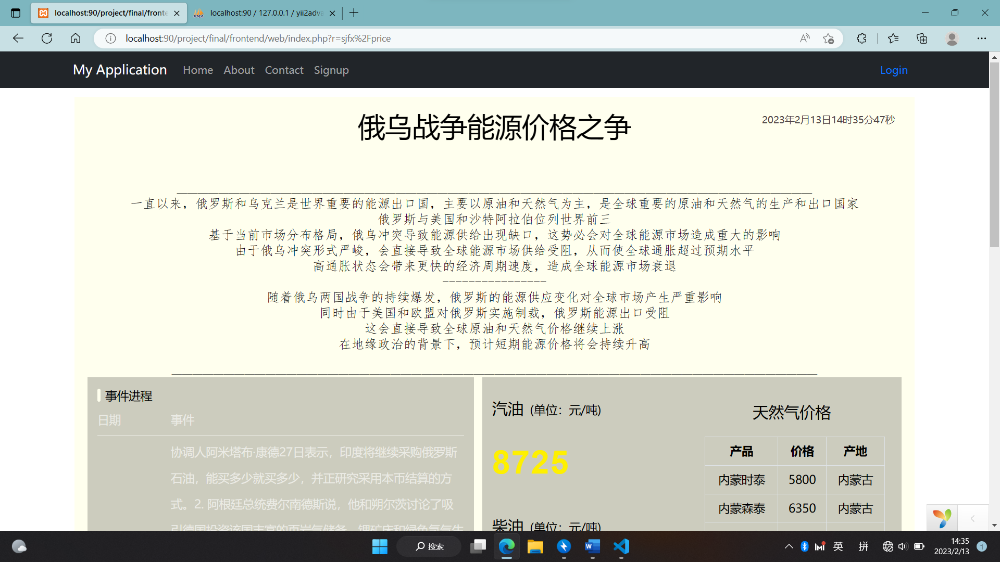 localhost:90/project/final/fronte
PMA
localhost:90 / 127.0.0.1 / yii2adva
localhost:90/project/final/frontend/web/index.php?r=sjfx%2Fprice
My Application
Home
About
Contact
Signup
Login
俄乌战争能源价格之争
2023年2月13日14时35分47秒
一直以来，俄罗斯和乌克兰是世界重要的能源出口国，主要以原油和天然气为主，是全球重要的原油和天然气的生产和出口国家
俄罗斯与美国和沙特阿拉伯位列世界前三
基于当前市场分布格局，俄乌冲突导致能源供给出现缺口，这势必会对全球能源市场造成重大的影响
由于俄乌冲突形式严峻，会直接导致全球能源市场供给受阻，从而使全球通胀超过预期水平
高通胀状态会带来更快的经济周期速度，造成全球能源市场衰退
----------------
随着俄乌两国战争的持续爆发，俄罗斯的能源供应变化对全球市场产生严重影响
同时由于美国和欧盟对俄罗斯实施制裁，俄罗斯能源出口受阻
这会直接导致全球原油和天然气价格继续上涨
在地缘政治的背景下，预计短期能源价格将会持续升高
事件进程
日期 事件
协调人阿米塔布·康德27日表示，印度将继续采购俄罗斯
石油，能买多少就买多少，并正研究采用本币结算的方
式。2. 阿根廷总统费尔南德斯说，他和朔尔茨讨论了吸
引德国投资该国丰富的页岩气储备、锂矿床和绿色氢气生
汽油 (单位：元/吨)
8725
柴油 (单位：元/吨)
天然气价格
产品 价格 产地
内蒙时泰 5800 内蒙古
内蒙森泰 6350 内蒙古
搜索
英
拼
14:35
2023/2/13
1